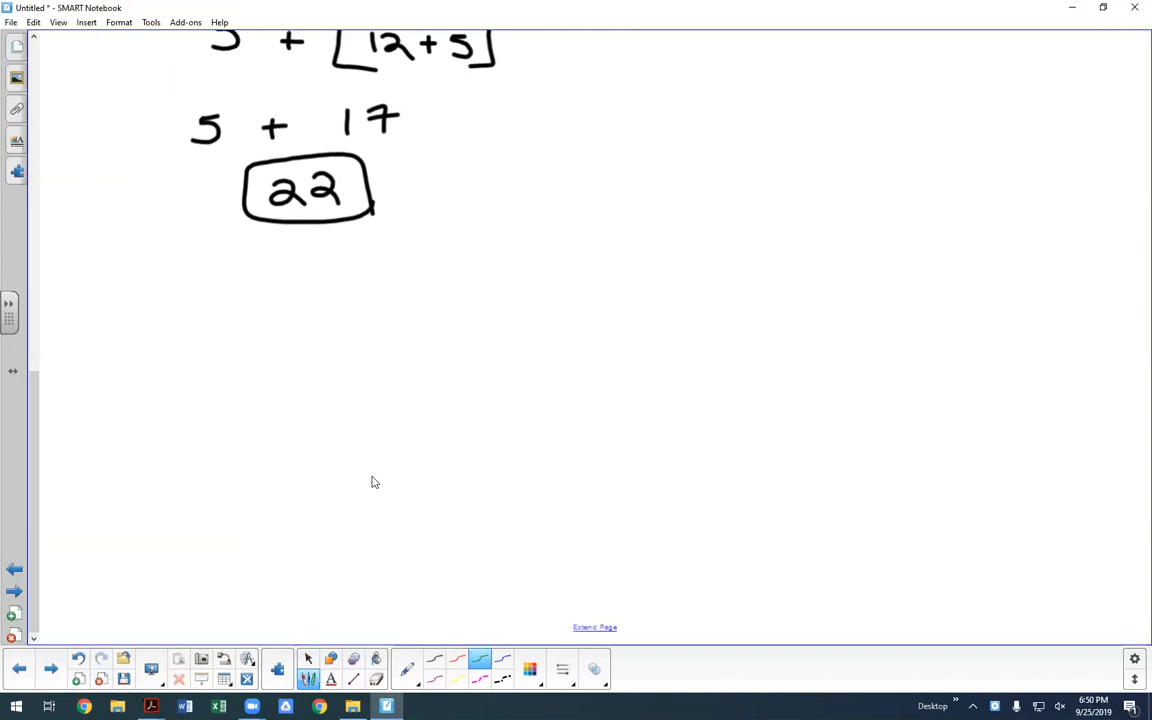 Untitled * - SMART Notebook
File Edit View Insert Format Tools Add-ons Help
5 + [12+5]
5 + 17
22
Extend Page
Desktop
6:50 PM
9/25/2019